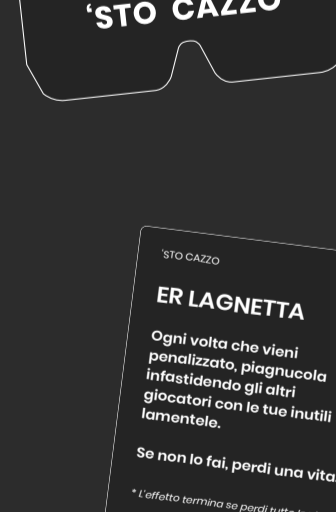 ‘STO CAZZO
‘STO CAZZO
ER LAGNETTA
Ogni volta che vieni
penalizzato, piagnucola
infastidendo gli altri
giocatori con le tue inutili
lamentele.
Se non lo fai, perdi una vita.
* L'effetto termina se perdi tutte